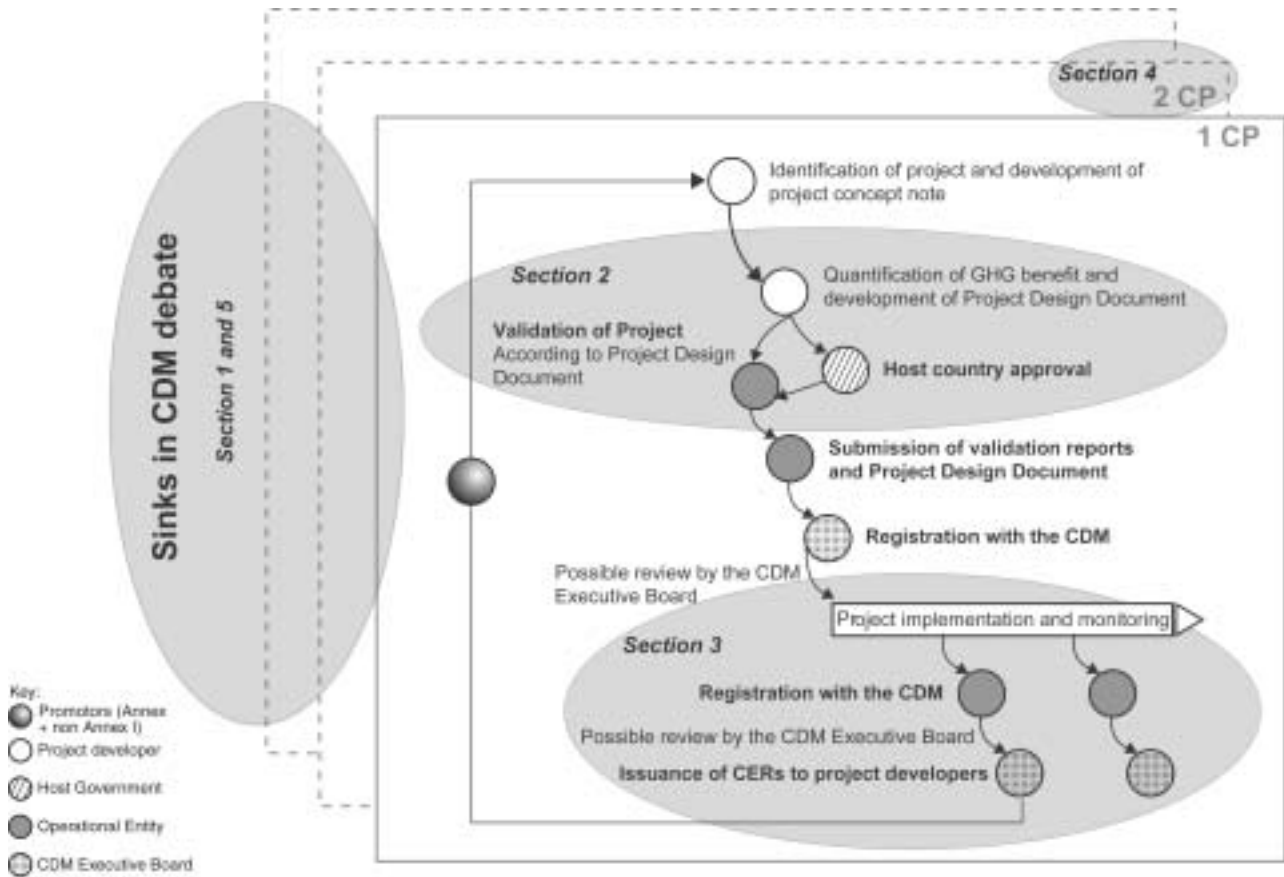 Section 4
2 CP
1 CP
Identification of project and development of
project concept note
Section 2
Quantification of GHG benefit and
development of Project Design Document
Validation of Project
According to Project Design
Document
Host country approval
Sinks in CDM debate
Section 1 and 5
Submission of validation reports
and Project Design Document
Registration with the CDM
Possible review by the CDM
Executive Board
Project implementation and monitoring
Section 3
Registration with the CDM
Possible review by the CDM Executive Board
Issuance of CERs to project developers
Key:
Promotors (Annex
+ non Annex I)
Project developer
Host Government
Operational Entity
CDM Executive Board